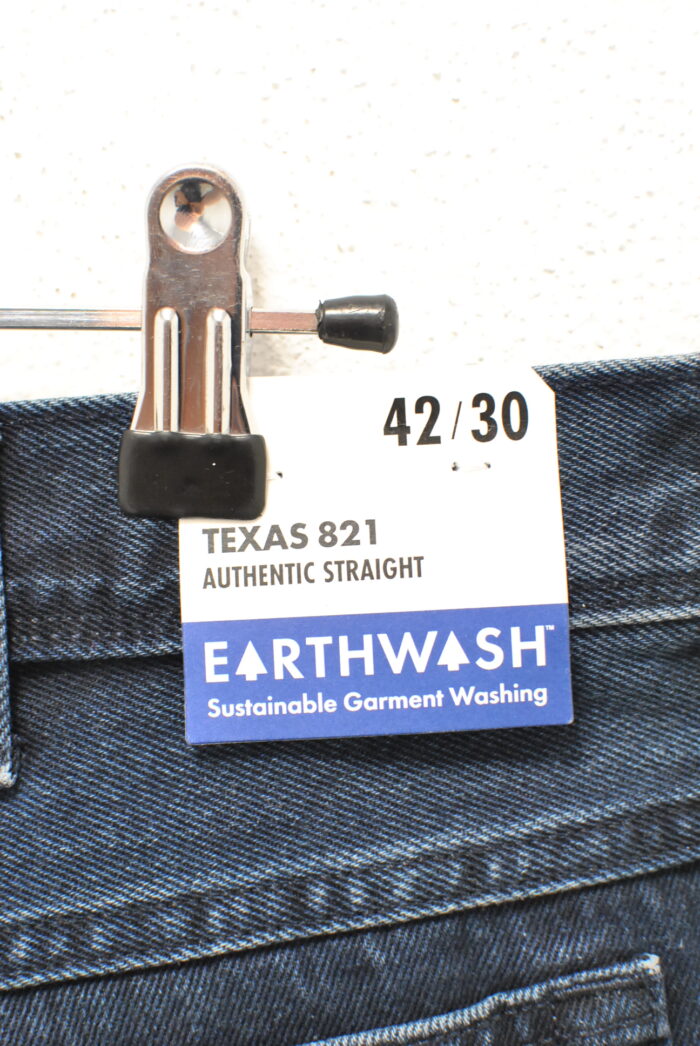 42/30
TEXAS 821
AUTHENTIC STRAIGHT
EARTHWASH™
Sustainable Garment Washing